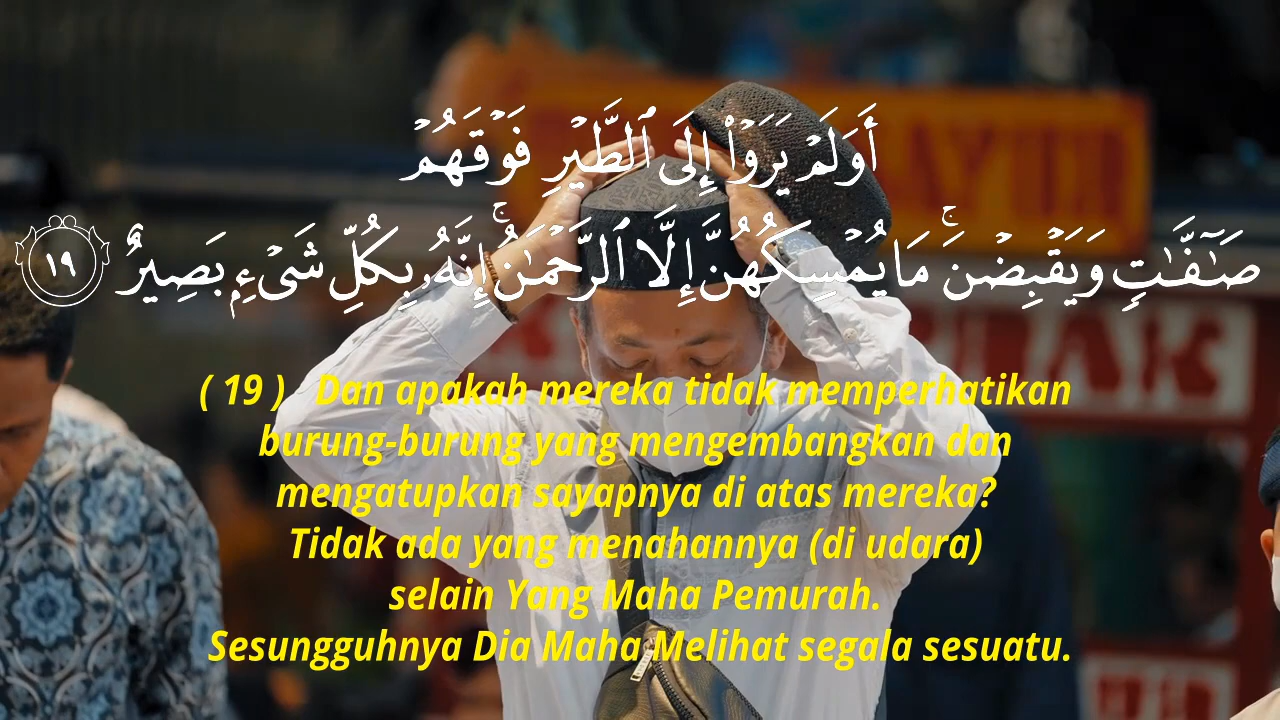 أَوَلَمْ يَرَوْا۟ إِلَى ٱلطَّيْرِ فَوْقَهُمْ
صَـٰٓفَّـٰتٍ وَيَقْبِضْنَ ۚ مَا يُمْسِكُهُنَّ إِلَّا ٱلرَّحْمَـٰنُ ۚ إِنَّهُۥ بِكُلِّ شَىْءٍۭ بَصِيرٌ ١٩
( 19 ) Dan apakah mereka tidak memperhatikan
burung-burung yang mengembangkan dan
mengatupkan sayapnya di atas mereka?
Tidak ada yang menahannya (di udara)
selain Yang Maha Pemurah.
Sesungguhnya Dia Maha Melihat segala sesuatu.